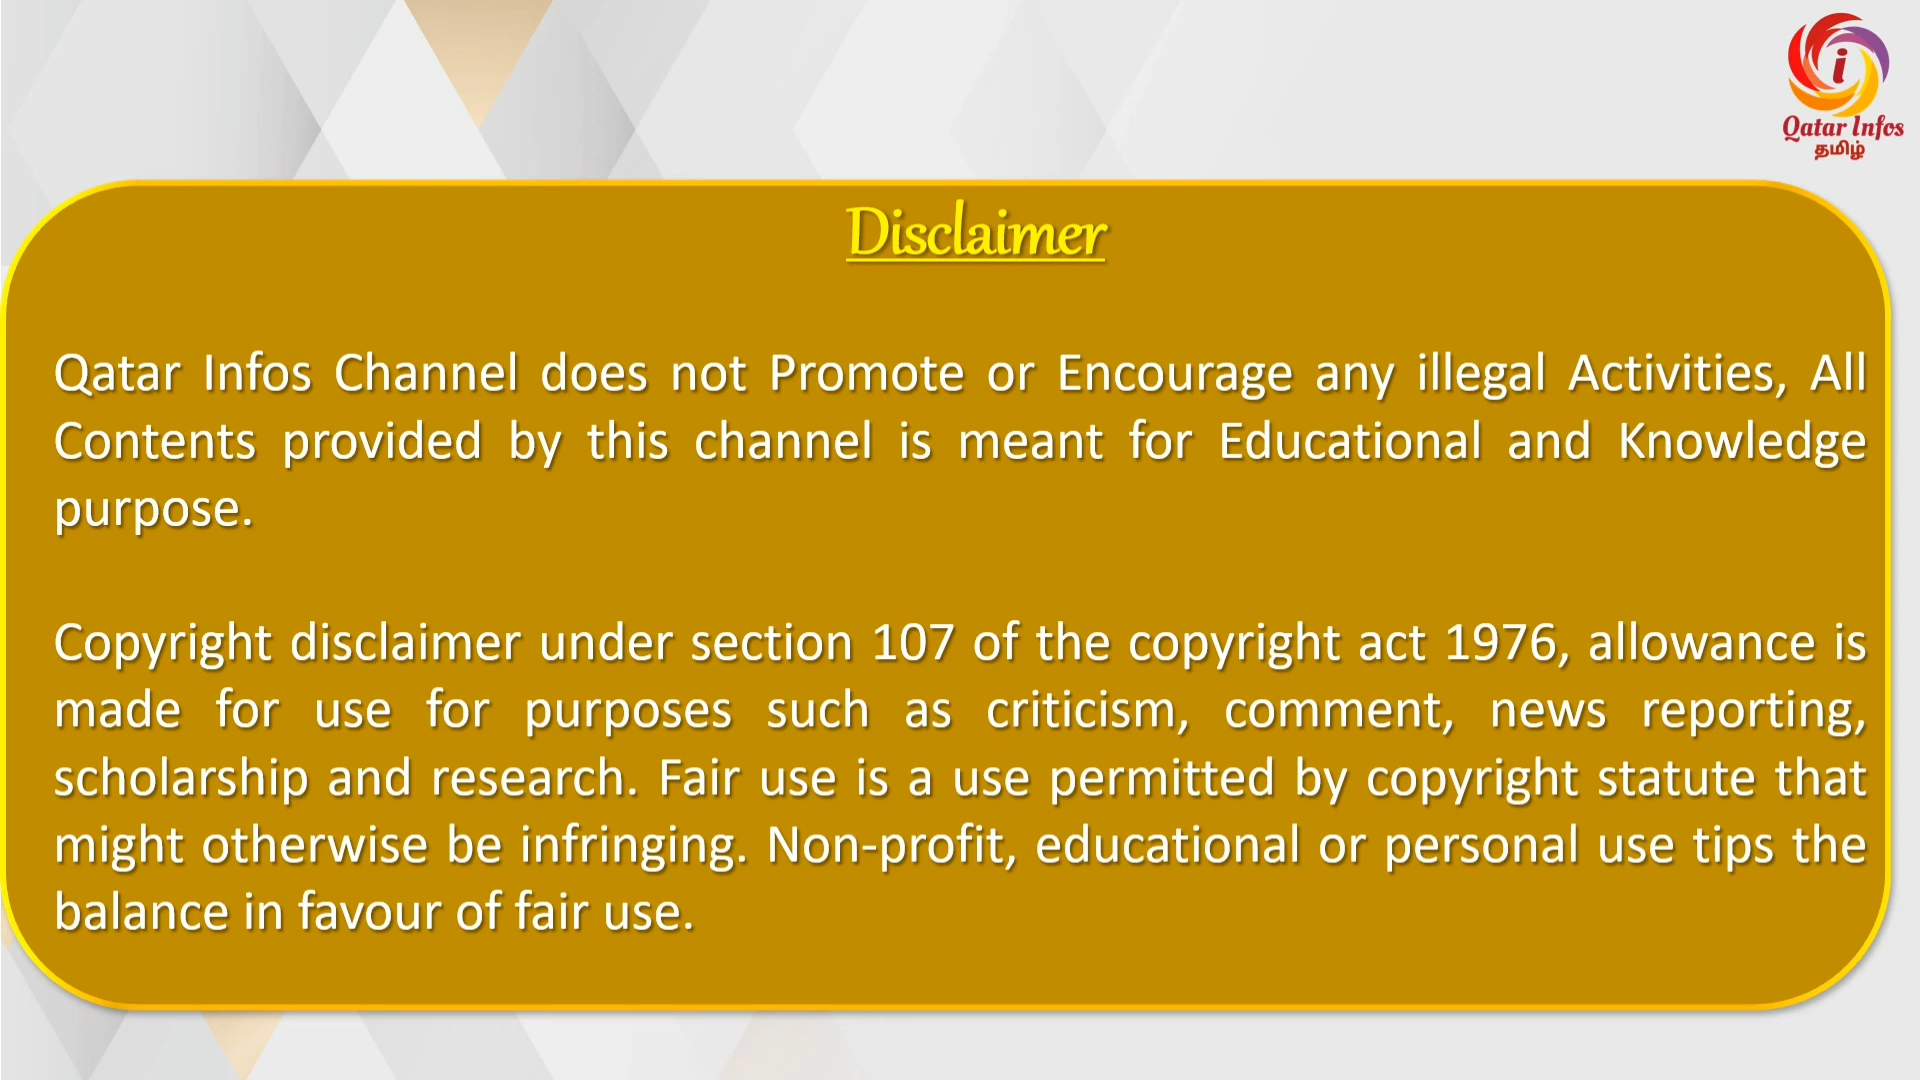 i
Qatar Infos
தமிழ்
Disclaimer
Qatar Infos Channel does not Promote or Encourage any illegal Activities, All
Contents provided by this channel is meant for Educational and Knowledge
purpose.
Copyright disclaimer under section 107 of the copyright act 1976, allowance is
made for use for purposes such as criticism, comment, news reporting,
scholarship and research. Fair use is a use permitted by copyright statute that
might otherwise be infringing. Non-profit, educational or personal use tips the
balance in favour of fair use.